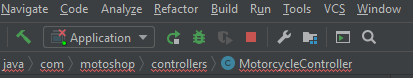 Navigate Code Analyze Refactor Build Run Tools VCS Window
Application
java com motoshop controllers MotorcycleController